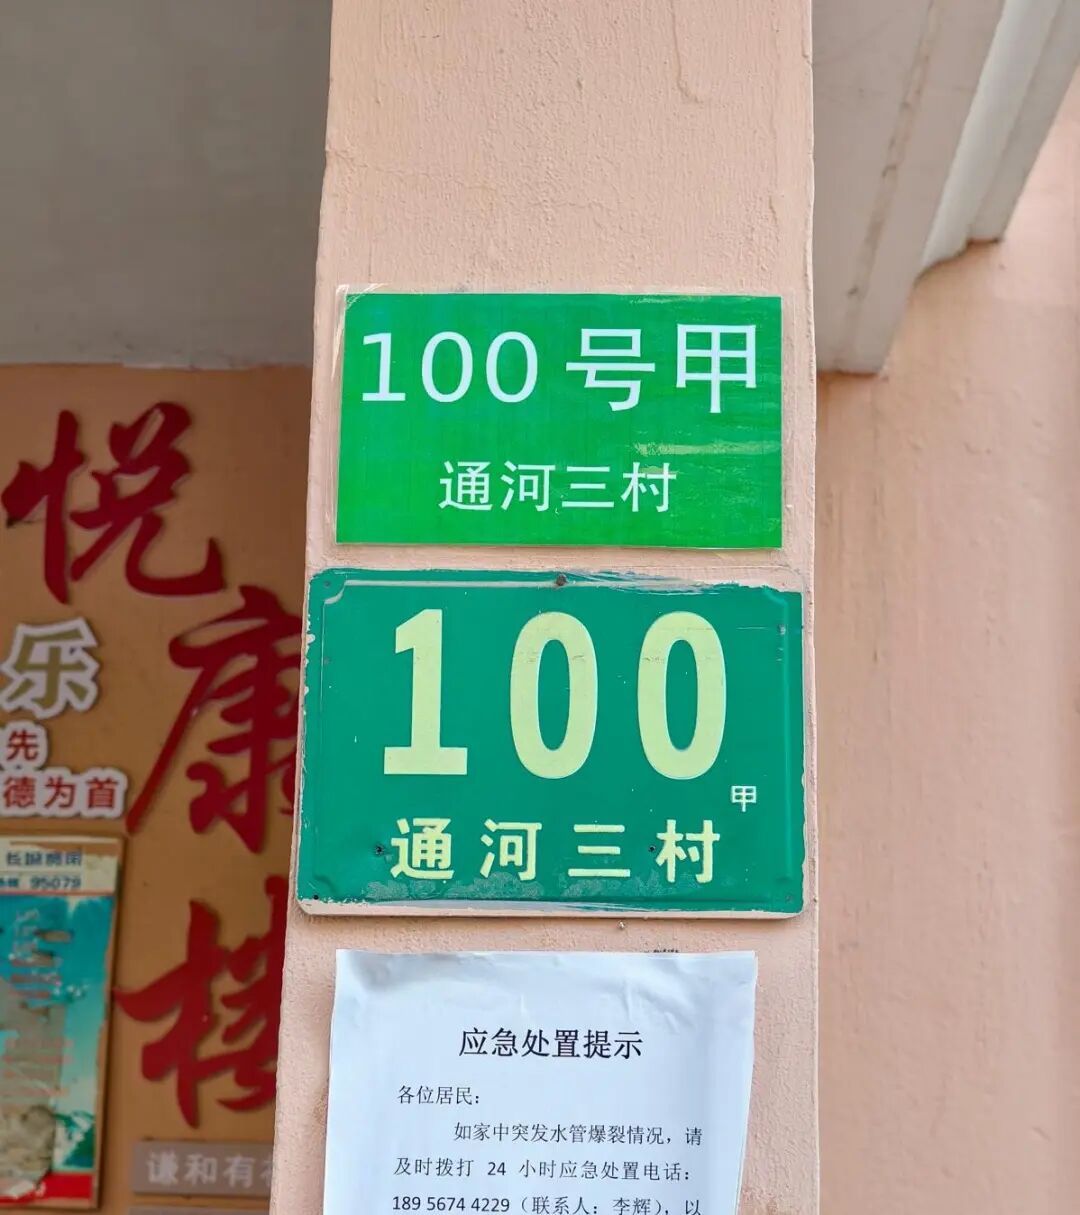 100号甲
通河三村
100
甲
通河三村
应急处置提示
各位居民：
如家中突发水管爆裂情况，请
及时拨打 24 小时应急处置电话：
189 5674 4229（联系人：李辉），以
悦
康
楼
乐
先
德为首
95079
谦和有